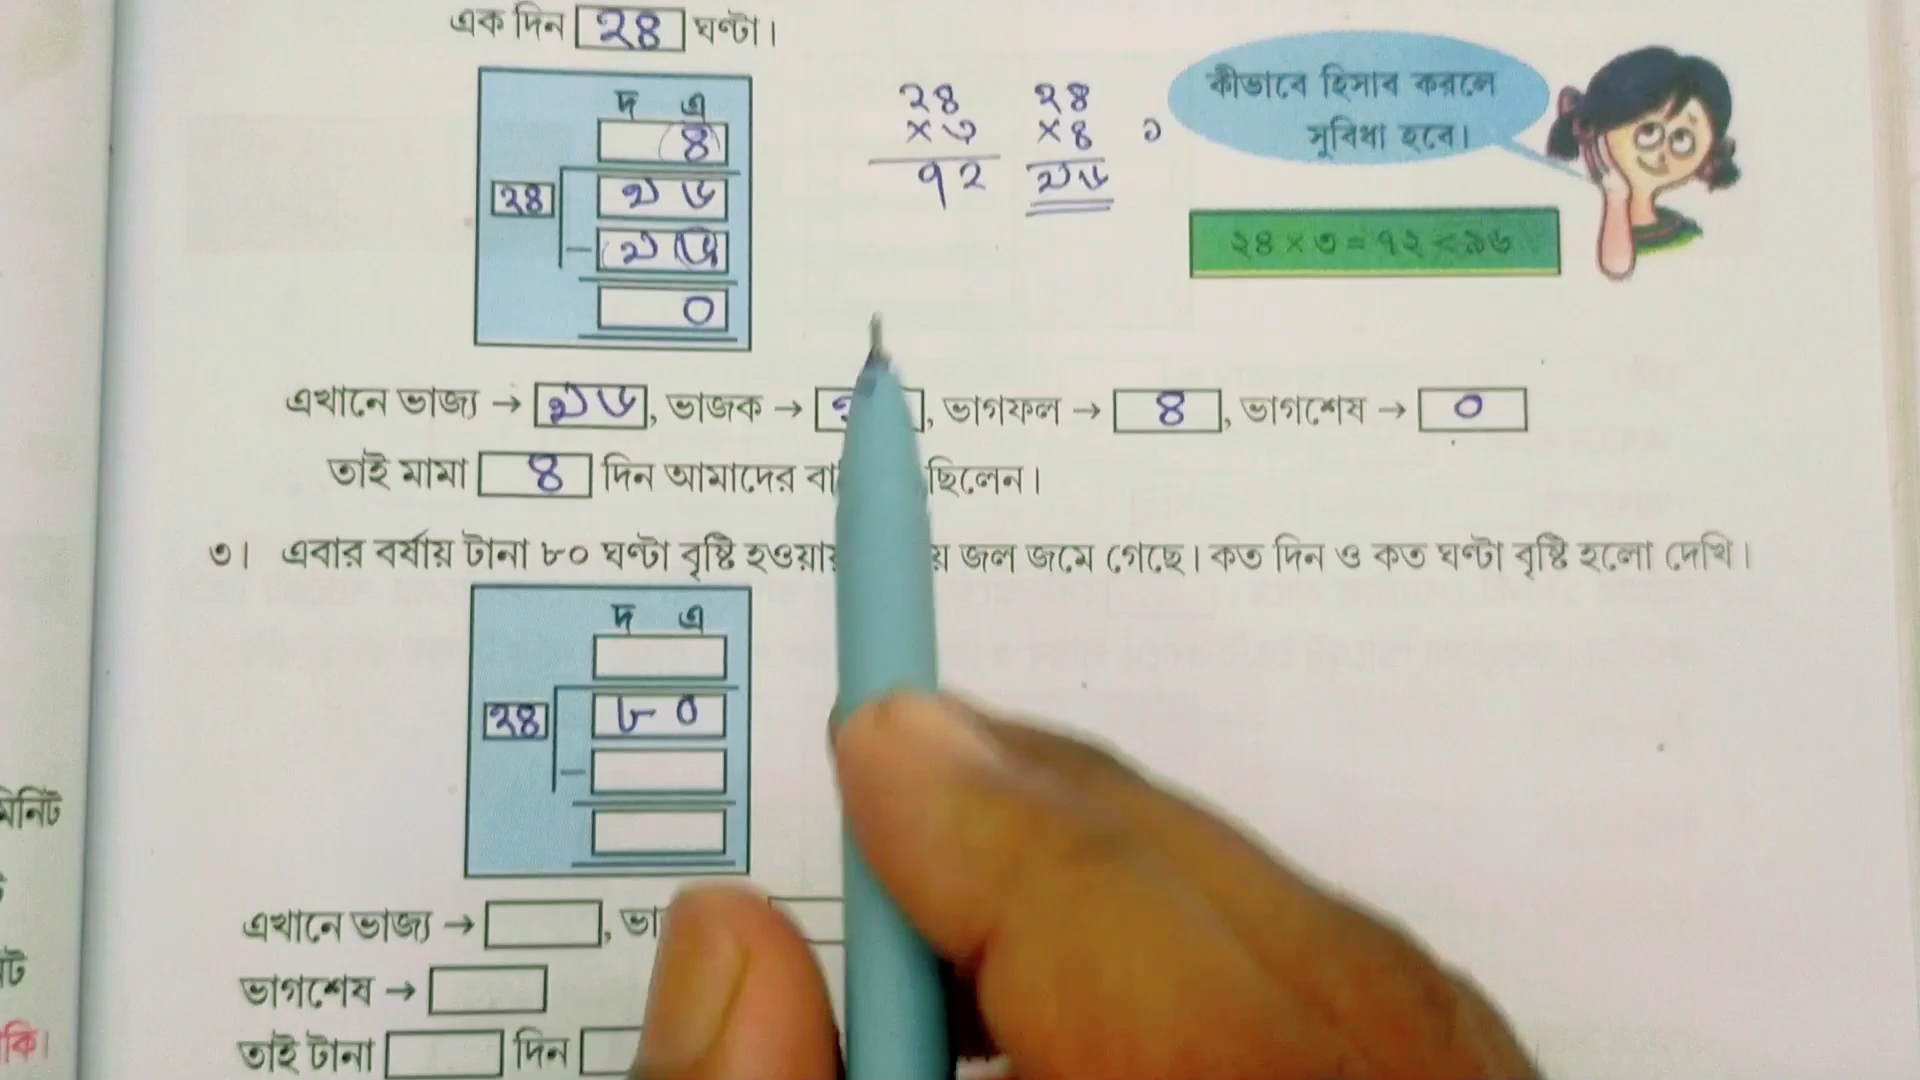 এক দিন ২৪ ঘণ্টা।
দ এ
৪
২৪ ৯৬
– ৯৬
০
২৪ ২৪
×৩ ×৪ ১
৭২ ৯৬
কীভাবে হিসাব করলে
সুবিধা হবে।
২৪ × ৩ = ৭২ < ৯৬
এখানে ভাজ্য → ৯৬, ভাজক → , ভাগফল → ৪, ভাগশেষ → ০
তাই মামা ৪ দিন আমাদের ছিলেন।
৩। এবার বর্ষায় টানা ৮০ ঘণ্টা বৃষ্টি জল জমে গেছে। কত দিন ও কত ঘণ্টা বৃষ্টি হলো দেখি।
দ এ
২৪ ৮০
–
এখানে ভাজ্য → ,
ভাগশেষ →
তাই টানা দিন
মিনিট
কি।